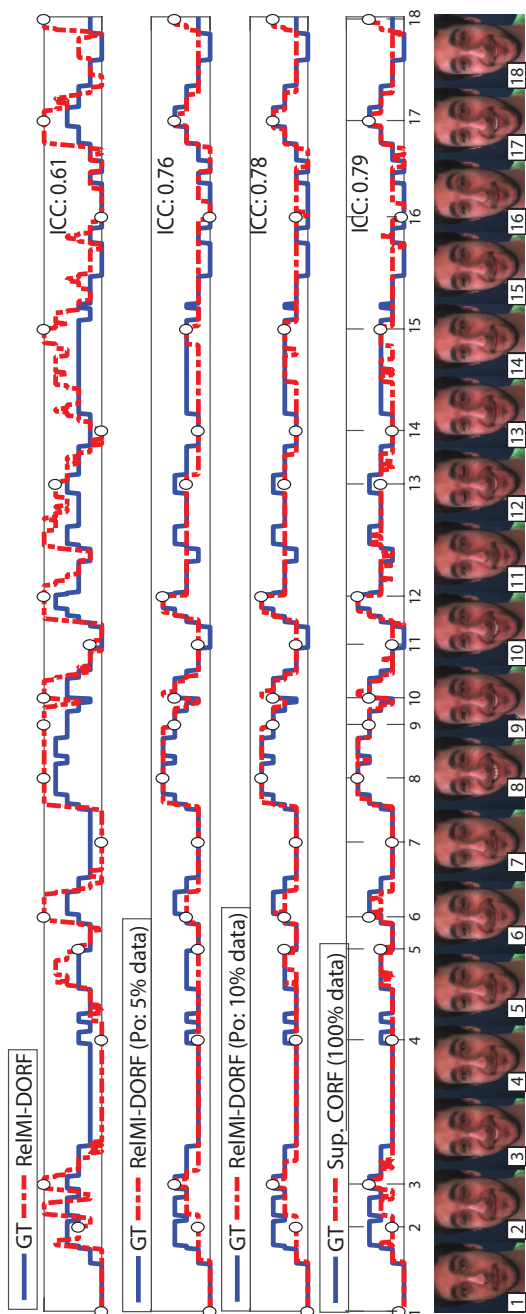 GT RelMI-DORF
ICC: 0.61
GT RelMI-DORF (Po: 5% data)
ICC: 0.76
GT RelMI-DORF (Po: 10% data)
ICC: 0.78
GT Sup. CORF (100% data)
ICC: 0.79
1 2 3 4 5 6 7 8 9 10 11 12 13 14 15 16 17 18
1 2 3 4 5 6 7 8 9 10 11 12 13 14 15 16 17 18